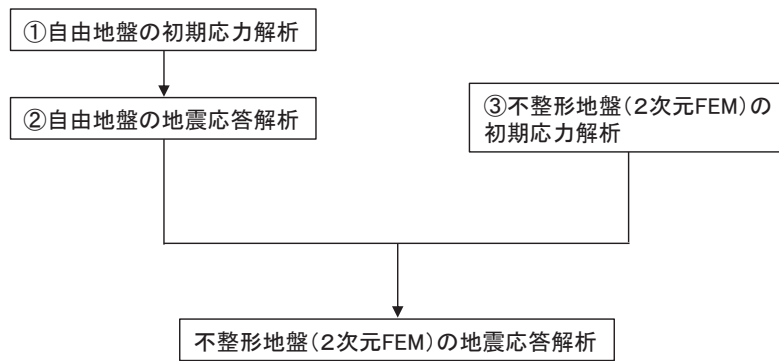 ①自由地盤の初期応力解析
②自由地盤の地震応答解析
③不整形地盤（2次元FEM）の
初期応力解析
不整形地盤（2次元FEM）の地震応答解析